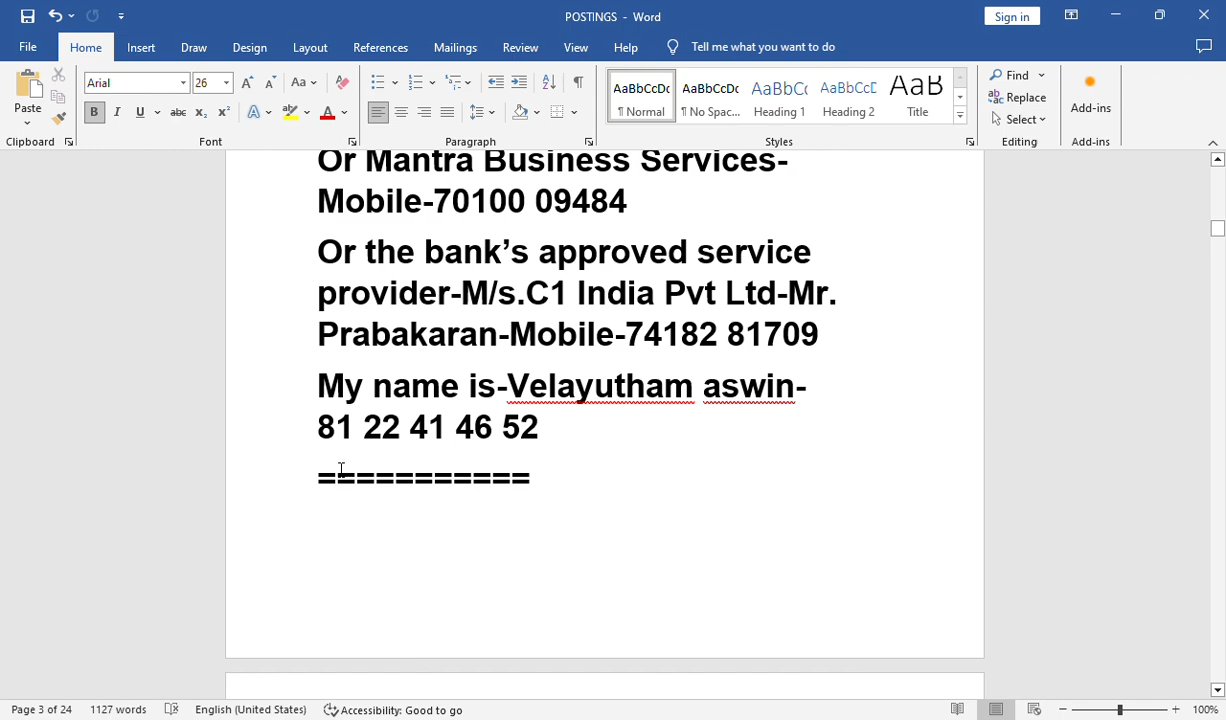 POSTINGS - Word
Sign in
File Home Insert Draw Design Layout References Mailings Review View Help Tell me what you want to do
Paste
Arial 26
Aa
B I U abc x₂ x² A A
AaBbCcDc AaBbCcDc AaBbCc AaBbCcD AaB
¶ Normal ¶ No Spac... Heading 1 Heading 2 Title
Find
Replace
Select
Add-ins
Clipboard Font Paragraph Styles Editing Add-ins
Or Mantra Business Services-
Mobile-70100 09484
Or the bank’s approved service
provider-M/s.C1 India Pvt Ltd-Mr.
Prabakaran-Mobile-74182 81709
My name is-Velayutham aswin-
81 22 41 46 52
===========
Page 3 of 24 1127 words English (United States) Accessibility: Good to go 100%